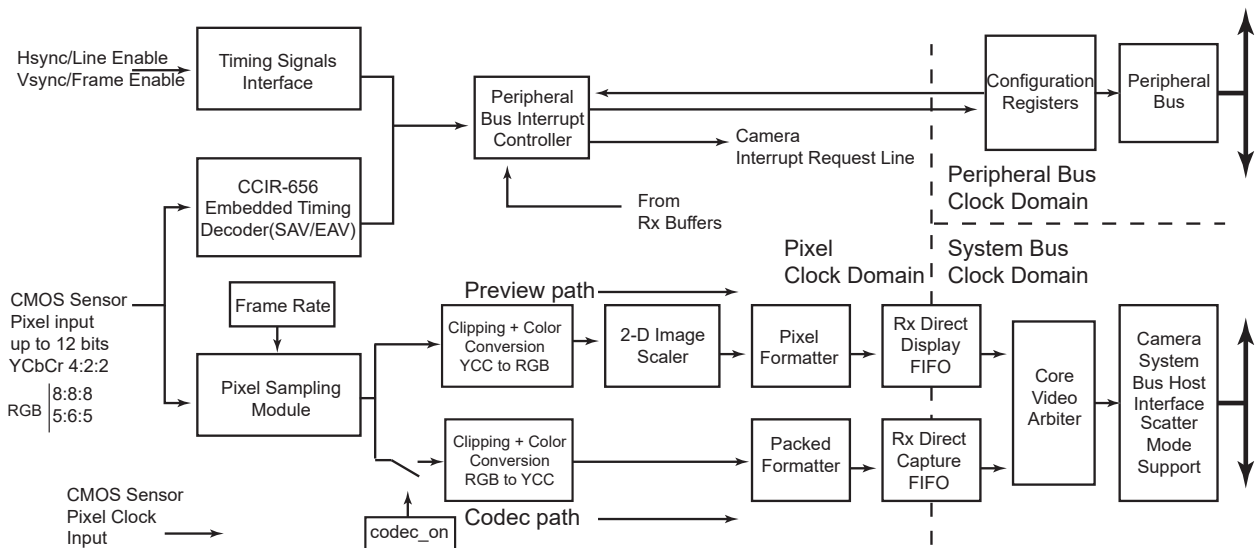 Hsync/Line Enable
Vsync/Frame Enable
Timing Signals
Interface
Peripheral
Bus Interrupt
Controller
Configuration
Registers
Peripheral
Bus
Camera
Interrupt Request Line
CCIR-656
Embedded Timing
Decoder(SAV/EAV)
From
Rx Buffers
Peripheral Bus
Clock Domain
Pixel
Clock Domain
System Bus
Clock Domain
CMOS Sensor
Pixel input
up to 12 bits
YCbCr 4:2:2
RGB
8:8:8
5:6:5
Frame Rate
Pixel Sampling
Module
Preview path
Clipping + Color
Conversion
YCC to RGB
2-D Image
Scaler
Pixel
Formatter
Rx Direct
Display
FIFO
Core
Video
Arbiter
Camera
System
Bus Host
Interface
Scatter
Mode
Support
Clipping + Color
Conversion
RGB to YCC
Packed
Formatter
Rx Direct
Capture
FIFO
Codec path
codec_on
CMOS Sensor
Pixel Clock
Input